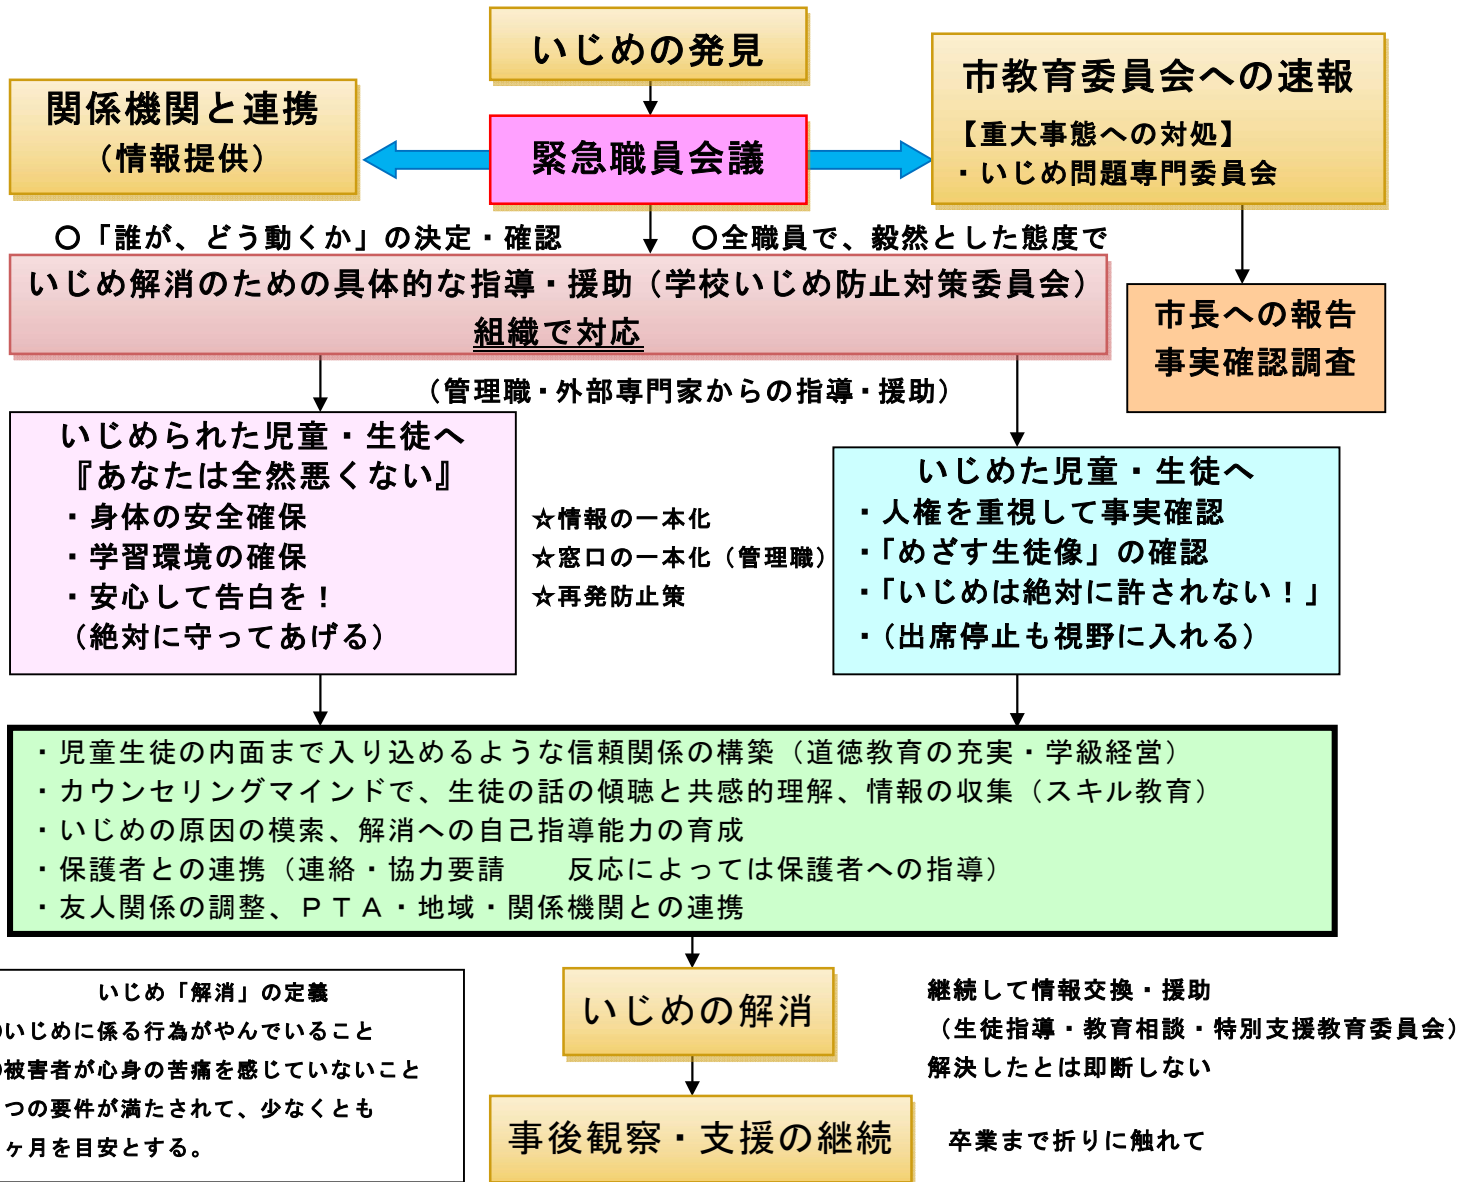 いじめの発見
関係機関と連携
（情報提供）
緊急職員会議
市教育委員会への速報
【重大事態への対処】
・いじめ問題専門委員会
○「誰が、どう動くか」の決定・確認
○全職員で、毅然とした態度で
いじめ解消のための具体的な指導・援助（学校いじめ防止対策委員会）
組織で対応
市長への報告
事実確認調査
（管理職・外部専門家からの指導・援助）
いじめられた児童・生徒へ
『あなたは全然悪くない』
・身体の安全確保
・学習環境の確保
・安心して告白を！
（絶対に守ってあげる）
☆情報の一本化
☆窓口の一本化（管理職）
☆再発防止策
いじめた児童・生徒へ
・人権を重視して事実確認
・「めざす生徒像」の確認
・「いじめは絶対に許されない！」
・（出席停止も視野に入れる）
・児童生徒の内面まで入り込めるような信頼関係の構築（道徳教育の充実・学級経営）
・カウンセリングマインドで、生徒の話の傾聴と共感的理解、情報の収集（スキル教育）
・いじめの原因の模索、解消への自己指導能力の育成
・保護者との連携（連絡・協力要請　　反応によっては保護者への指導）
・友人関係の調整、ＰＴＡ・地域・関係機関との連携
いじめ「解消」の定義
いじめに係る行為がやんでいること
被害者が心身の苦痛を感じていないこと
つの要件が満たされて、少なくとも
ヶ月を目安とする。
いじめの解消
継続して情報交換・援助
（生徒指導・教育相談・特別支援教育委員会）
解決したとは即断しない
事後観察・支援の継続
卒業まで折りに触れて